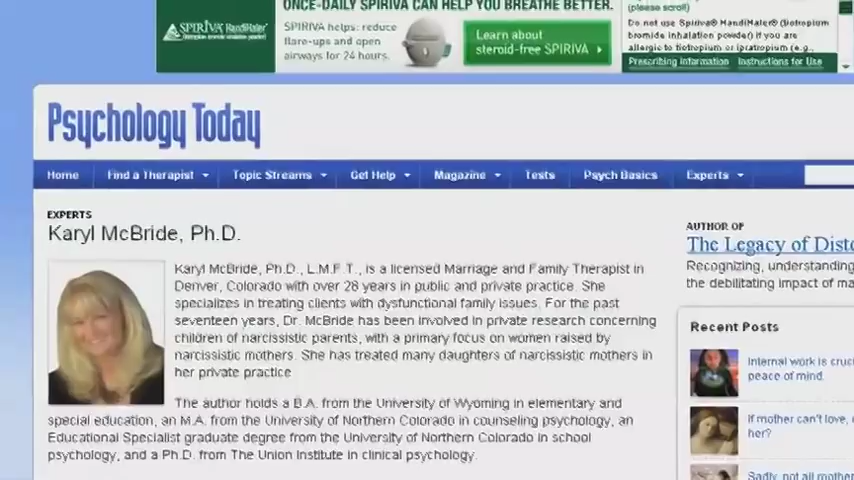 ONCE-DAILY SPIRIVA CAN HELP YOU BREATHE BETTER.
(please scroll)
SPIRIVA HandiHaler
SPIRIVA helps: reduce
flare-ups and open
airways for 24 hours.
Learn about
steroid-free SPIRIVA
Do not use Spiriva® HandiHaler® (tiotropium
bromide inhalation powder) if you are
allergic to tiotropium or ipratropium (e.g.,
Prescribing Information Instructions for Use
Psychology Today
Home Find a Therapist Topic Streams Get Help Magazine Tests Psych Basics Experts
EXPERTS
Karyl McBride, Ph.D.
Karyl McBride, Ph.D., L.M.F.T., is a licensed Marriage and Family Therapist in
Denver, Colorado with over 28 years in public and private practice. She
specializes in treating clients with dysfunctional family issues. For the past
seventeen years, Dr. McBride has been involved in private research concerning
children of narcissistic parents, with a primary focus on women raised by
narcissistic mothers. She has treated many daughters of narcissistic mothers in
her private practice
The author holds a B.A. from the University of Wyoming in elementary and
special education, an M.A. from the University of Northern Colorado in counseling psychology, an
Educational Specialist graduate degree from the University of Northern Colorado in school
psychology, and a Ph.D. from The Union Institute in clinical psychology.
AUTHOR OF
The Legacy of Disto
Recognizing, understanding
the debilitating impact of ma
Recent Posts
Internal work is cruc
peace of mind.
If mother can't love,
her?
Sadly, not all mother